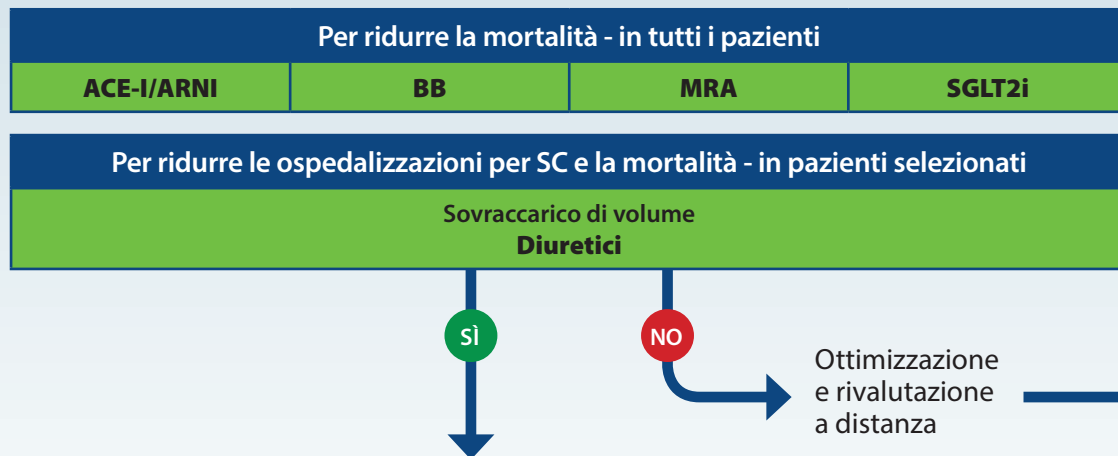 Per ridurre la mortalità - in tutti i pazienti
ACE-I/ARNI BB MRA SGLT2i
Per ridurre le ospedalizzazioni per SC e la mortalità - in pazienti selezionati
Sovraccarico di volume
Diuretici
SÌ NO
Ottimizzazione
e rivalutazione
a distanza